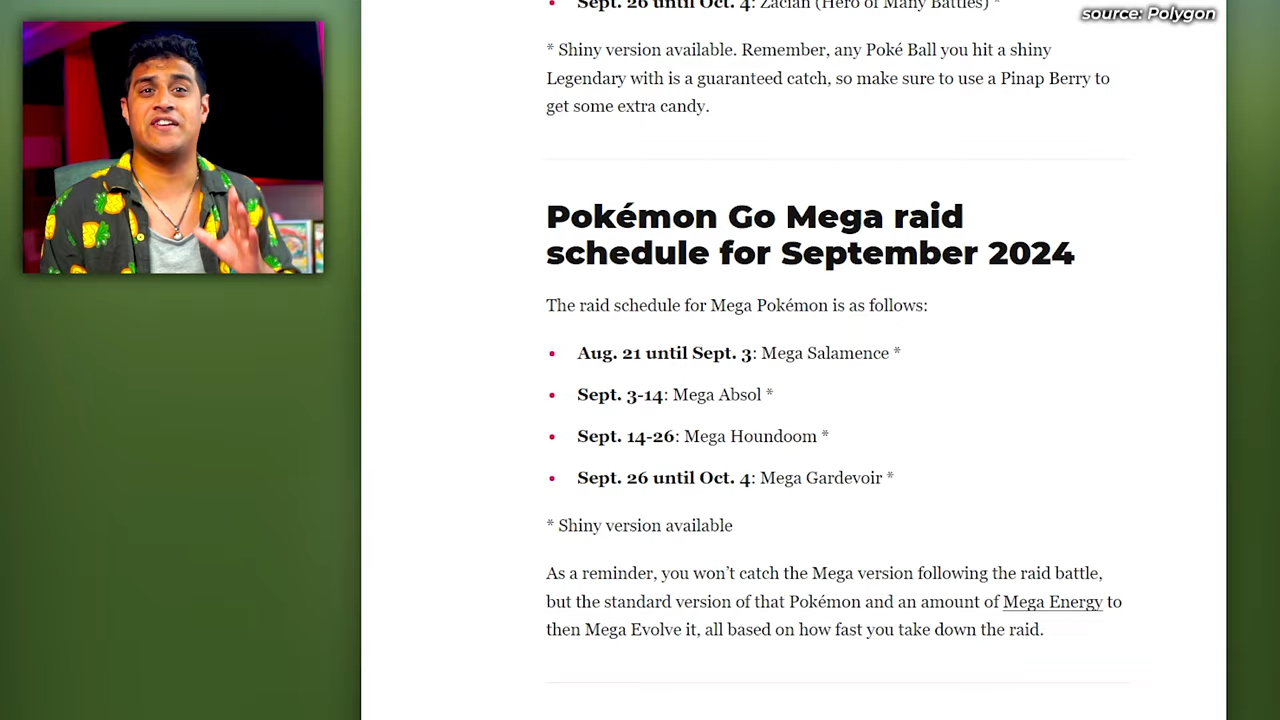 Sept. 26 until Oct. 4: Zacian (Hero of Many Battles) *
source: Polygon
* Shiny version available. Remember, any Poké Ball you hit a shiny
Legendary with is a guaranteed catch, so make sure to use a Pinap Berry to
get some extra candy.
Pokémon Go Mega raid
schedule for September 2024
The raid schedule for Mega Pokémon is as follows:
Aug. 21 until Sept. 3: Mega Salamence *
Sept. 3-14: Mega Absol *
Sept. 14-26: Mega Houndoom *
Sept. 26 until Oct. 4: Mega Gardevoir *
* Shiny version available
As a reminder, you won’t catch the Mega version following the raid battle,
but the standard version of that Pokémon and an amount of Mega Energy to
then Mega Evolve it, all based on how fast you take down the raid.